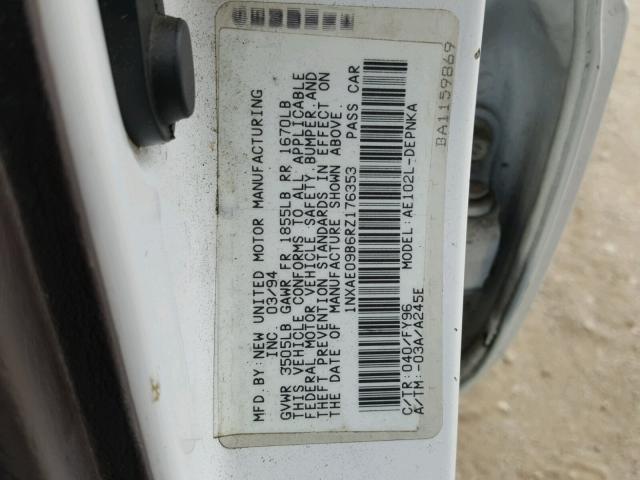 MFD.BY:NEW UNITED MOTOR MANUFACTURING
INC. 03/94
GVWR 3505LB GAWR FR 1855LB RR 1670LB
THIS VEHICLE CONFORMS TO ALL APPLICABLE
FEDERAL MOTOR VEHICLE SAFETY,BUMPER,AND
THEFT PREVENTION STANDARDS IN EFFECT ON
THE DATE OF MANUFACTURE SHOWN ABOVE.
1NXAE09B6RZ176353 PASS CAR
C/TR:040/FY96 MODEL:AE102L-DEPNKA
A/TM:-03A/A245E
BA1159869